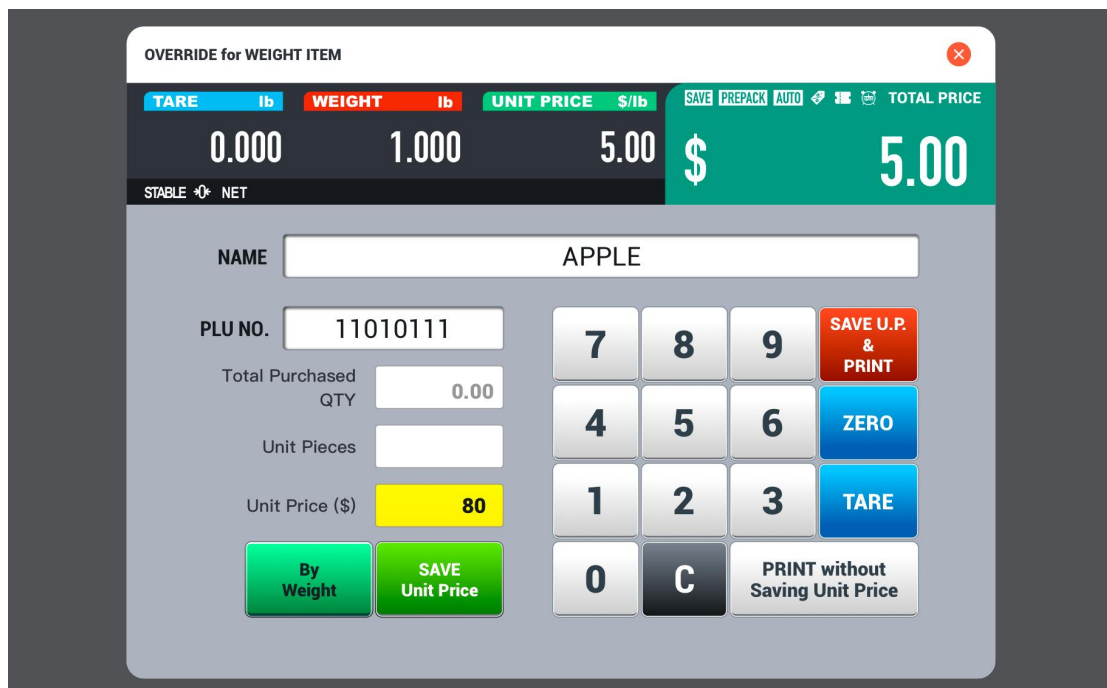 OVERRIDE for WEIGHT ITEM
TARE lb WEIGHT lb UNIT PRICE $/lb SAVE PREPACK AUTO TOTAL PRICE
0.000 1.000 5.00 $ 5.00
STABLE 0 NET
NAME APPLE
PLU NO. 11010111
Total Purchased
QTY 0.00
Unit Pieces
Unit Price ($) 80
By
Weight
SAVE
Unit Price
7 8 9
SAVE U.P.
&
PRINT
4 5 6 ZERO
1 2 3 TARE
0 C
PRINT without
Saving Unit Price